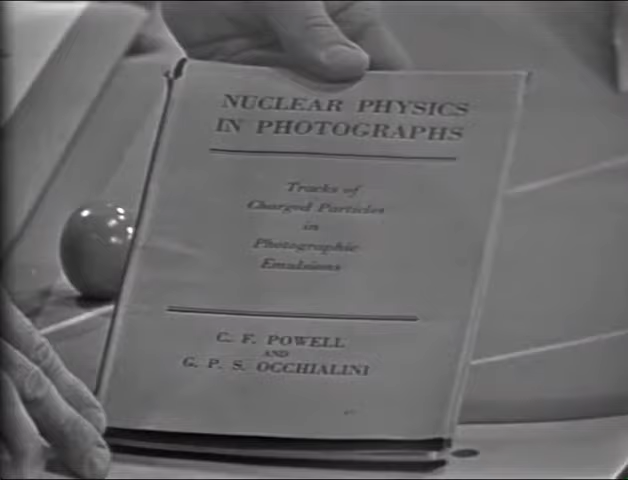 NUCLEAR PHYSICS
IN PHOTOGRAPHS
Tracks of
Charged Particles
in
Photographic
Emulsions
C. F. POWELL
AND
G. P. S. OCCHIALINI